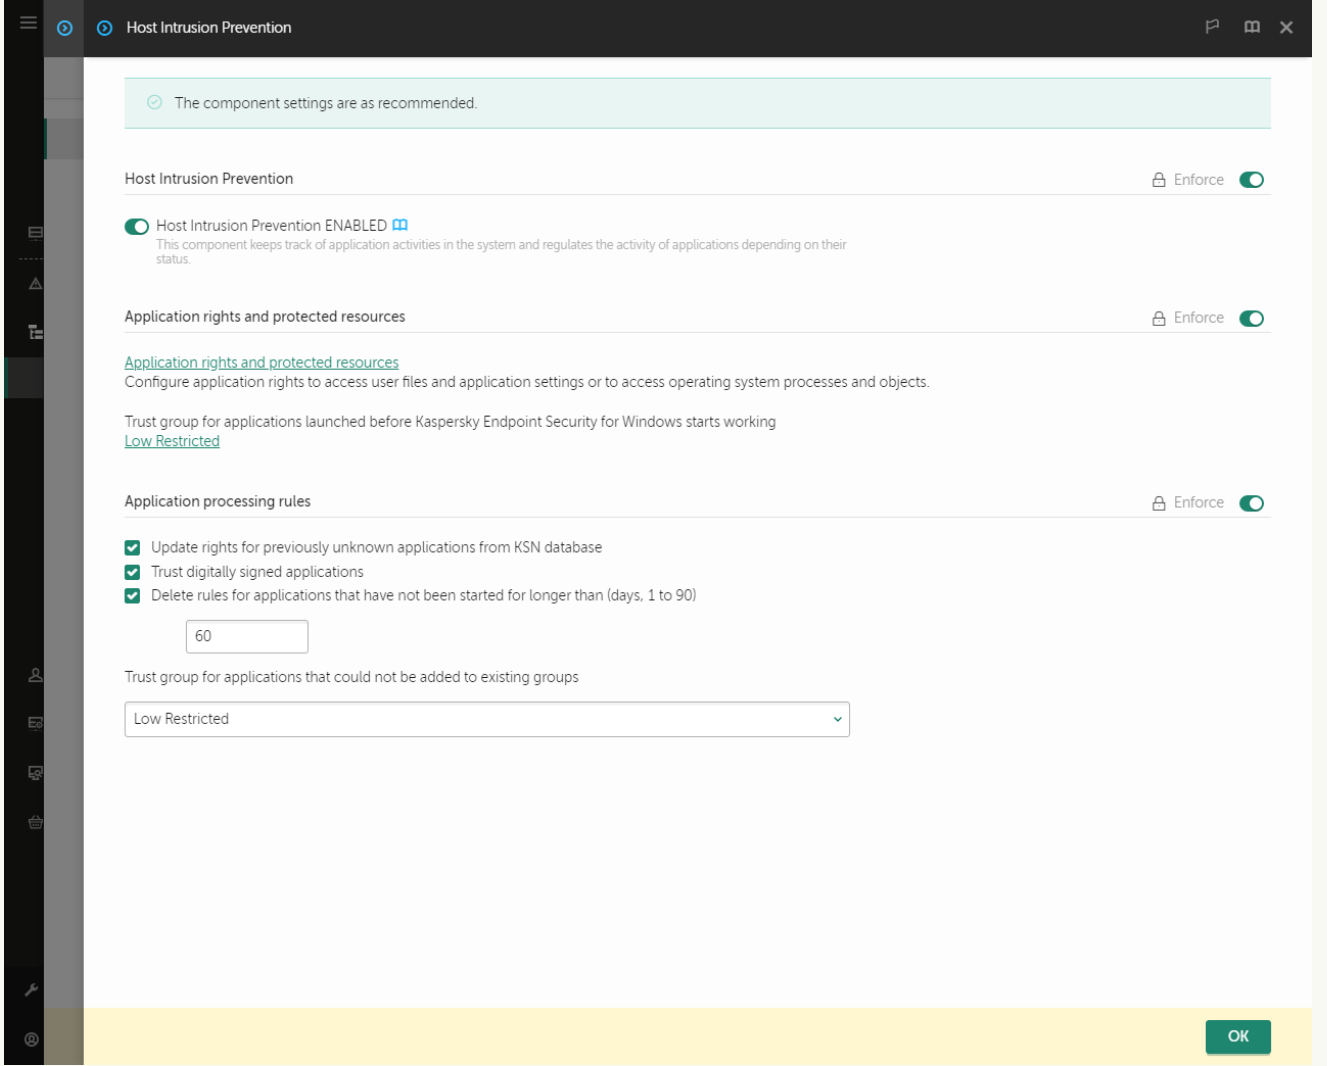 Host Intrusion Prevention
The component settings are as recommended.
Host Intrusion Prevention
Enforce
Host Intrusion Prevention ENABLED
This component keeps track of application activities in the system and regulates the activity of applications depending on their
status.
Application rights and protected resources
Enforce
Application rights and protected resources
Configure application rights to access user files and application settings or to access operating system processes and objects.
Trust group for applications launched before Kaspersky Endpoint Security for Windows starts working
Low Restricted
Application processing rules
Enforce
Update rights for previously unknown applications from KSN database
Trust digitally signed applications
Delete rules for applications that have not been started for longer than (days, 1 to 90)
60
Trust group for applications that could not be added to existing groups
Low Restricted
OK